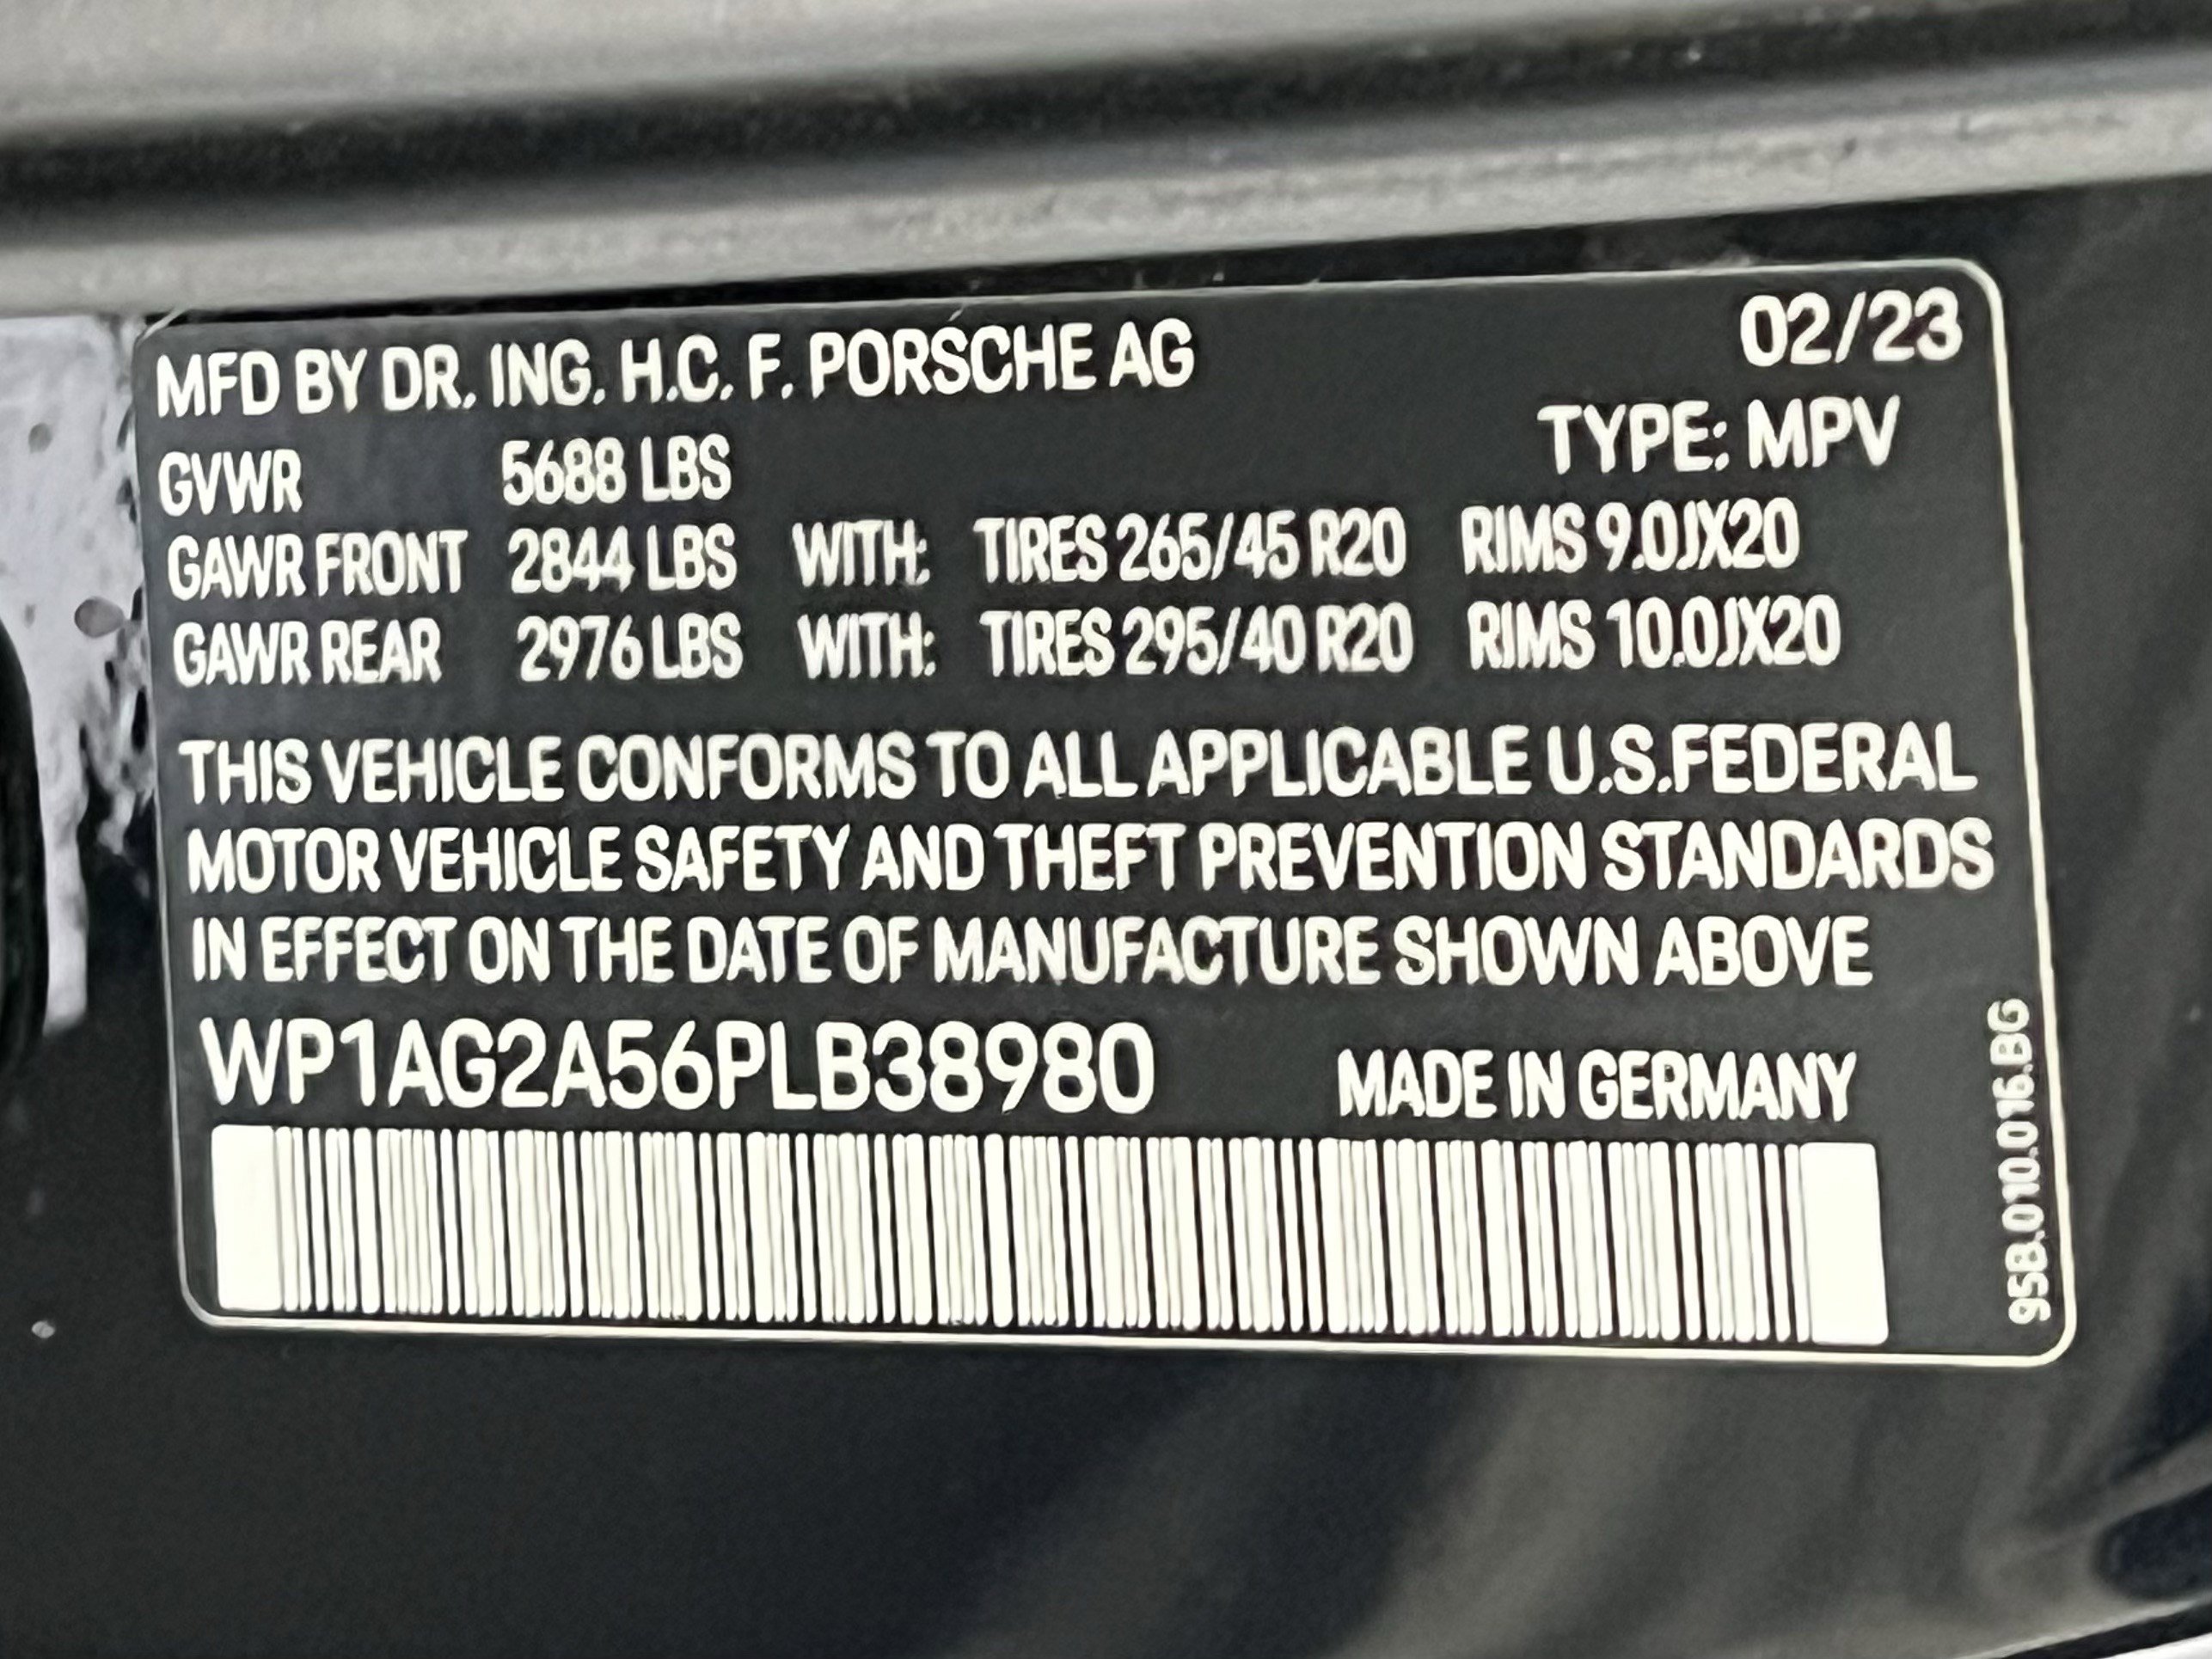 MFD BY DR. ING. H.C. F. PORSCHE AG 02/23
TYPE: MPV
GVWR 5688 LBS
GAWR FRONT 2844 LBS WITH: TIRES 265/45 R20 RIMS 9.0JX20
GAWR REAR 2976 LBS WITH: TIRES 295/40 R20 RIMS 10.0JX20
THIS VEHICLE CONFORMS TO ALL APPLICABLE U.S.FEDERAL
MOTOR VEHICLE SAFETY AND THEFT PREVENTION STANDARDS
IN EFFECT ON THE DATE OF MANUFACTURE SHOWN ABOVE
WP1AG2A56PLB38980 MADE IN GERMANY
95B.010.016.BG